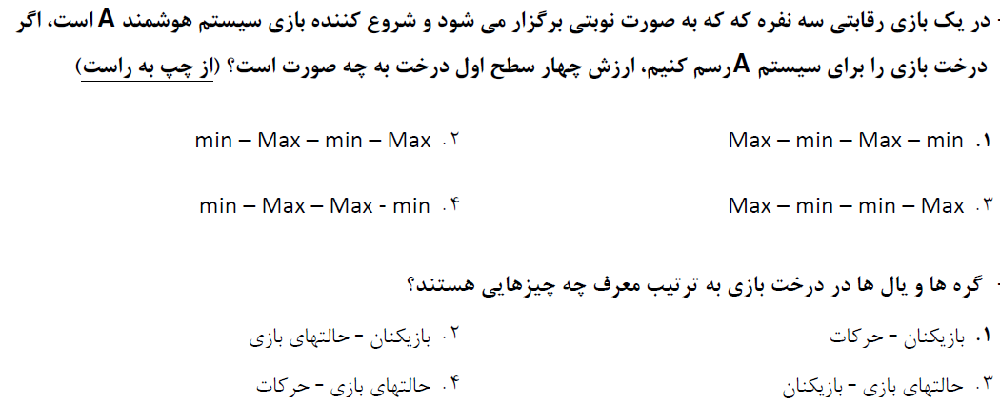 - در یک بازی رقابتی سه نفره که که به صورت نوبتی برگزار می شود و شروع کننده بازی سیستم هوشمند A است، اگر
درخت بازی را برای سیستم A رسم کنیم، ارزش چهار سطح اول درخت به چه صورت است؟ (از چپ به راست)
۱. Max – min – Max – min ۲. min – Max – min – Max
۳. Max – min – min – Max ۴. min – Max – Max - min
- گره ها و یال ها در درخت بازی به ترتیب معرف چه چیزهایی هستند؟
۱. بازیکنان - حرکات ۲. بازیکنان - حالتهای بازی
۳. حالتهای بازی - بازیکنان ۴. حالتهای بازی - حرکات